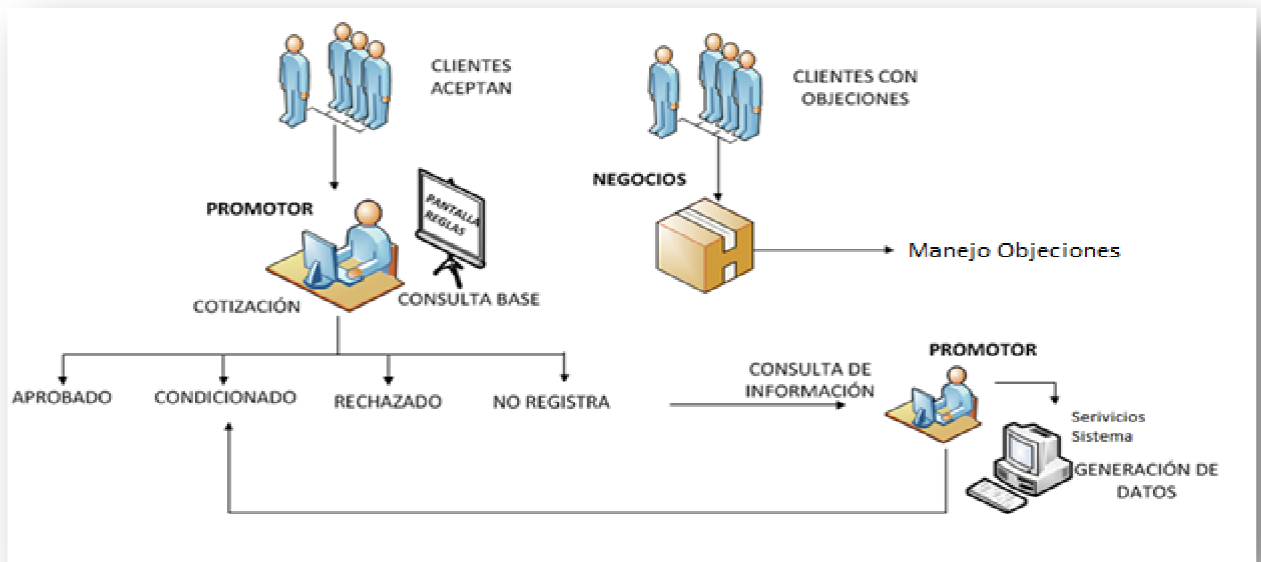 CLIENTES
ACEPTAN
CLIENTES CON
OBJECIONES
NEGOCIOS
PROMOTOR
PANTALLA
REGLAS
Manejo Objeciones
COTIZACIÓN
CONSULTA BASE
APROBADO
CONDICIONADO
RECHAZADO
NO REGISTRA
CONSULTA DE
INFORMACIÓN
PROMOTOR
Serivicios
Sistema
GENERACIÓN DE
DATOS